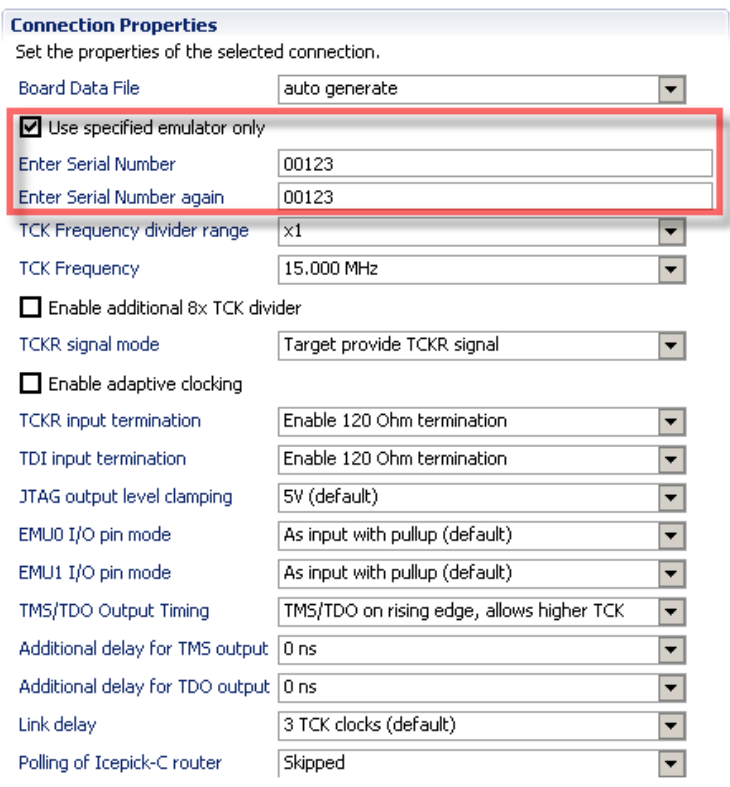 Connection Properties
Set the properties of the selected connection.
Board Data File auto generate
Use specified emulator only
Enter Serial Number 00123
Enter Serial Number again 00123
TCK Frequency divider range x1
TCK Frequency 15.000 MHz
Enable additional 8x TCK divider
TCKR signal mode Target provide TCKR signal
Enable adaptive clocking
TCKR input termination Enable 120 Ohm termination
TDI input termination Enable 120 Ohm termination
JTAG output level clamping 5V (default)
EMU0 I/O pin mode As input with pullup (default)
EMU1 I/O pin mode As input with pullup (default)
TMS/TDO Output Timing TMS/TDO on rising edge, allows higher TCK
Additional delay for TMS output 0 ns
Additional delay for TDO output 0 ns
Link delay 3 TCK clocks (default)
Polling of Icepick-C router Skipped